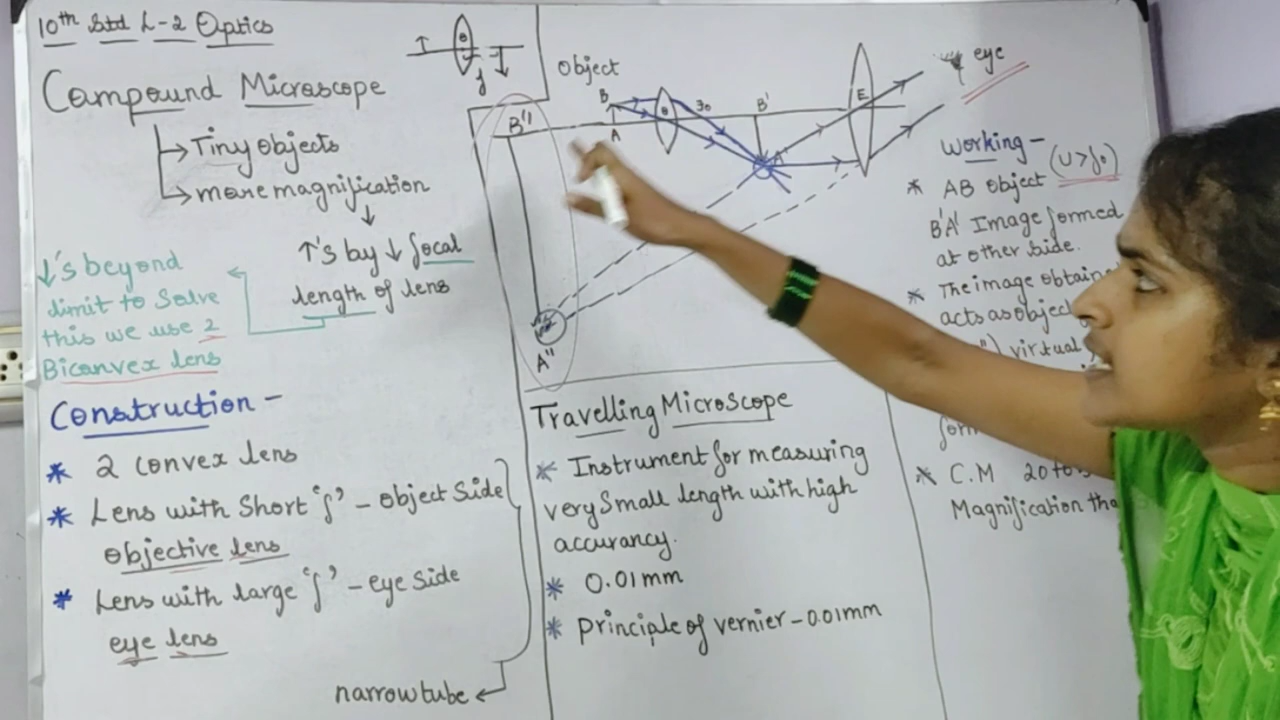 10th Std L-2 Optics
Compound Microscope
Tiny objects
more magnification
↑'s by ↓ focal
length of lens
↓'s beyond
limit to Solve
this we use 2
Biconvex lens
Construction -
* 2 convex lens
* Lens with Short 'f' - object Side
objective lens
* Lens with large 'f' - eye Side
eye lens
narrow tube
f
Object
B
A
B'
A'
E
eye
B''
A''
Travelling Microscope
* Instrument for measuring
very Small length with high
accurancy.
* 0.01mm
* principle of vernier - 0.01mm
Working -
* AB Object (U>fo)
B'A' Image formed
at other side.
* The image obtain
acts as object
") virtual
form
* C.M 20 to
Magnification tha